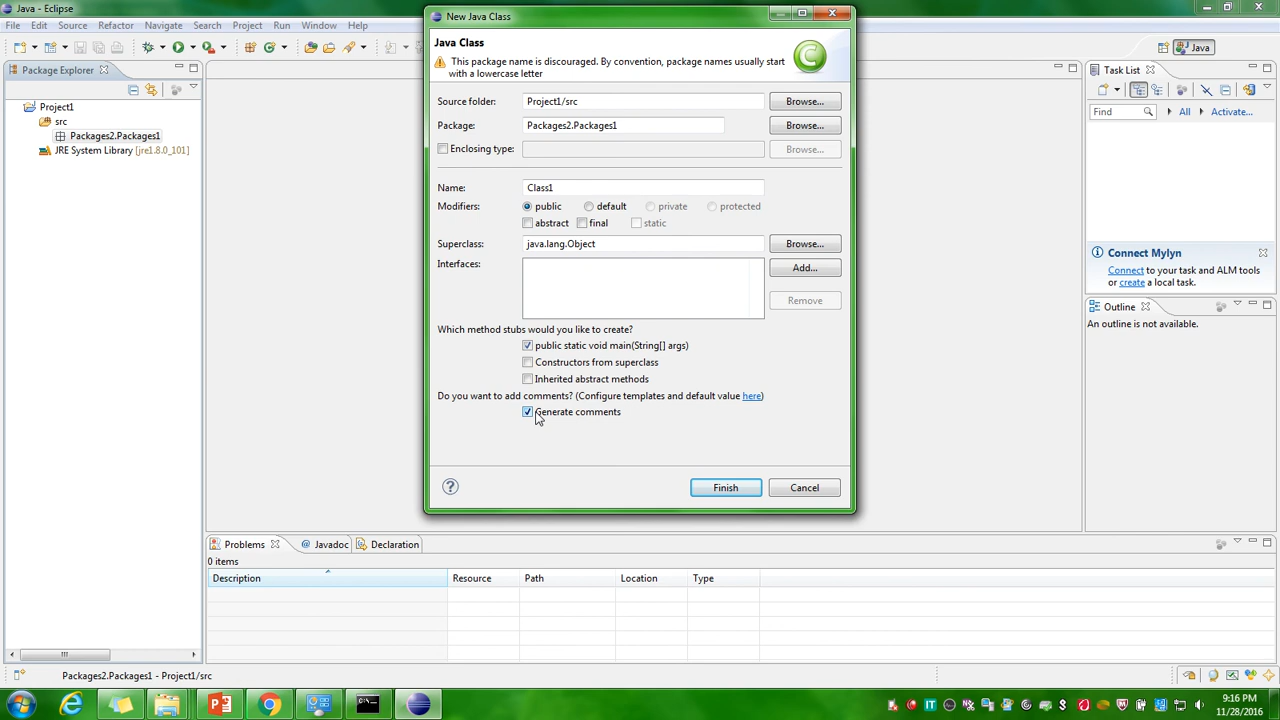 Java - Eclipse
File Edit Source Refactor Navigate Search Project Run Window Help
Java
Package Explorer
Project1
src
Packages2.Packages1
JRE System Library [jre1.8.0_101]
New Java Class
Java Class
This package name is discouraged. By convention, package names usually start
with a lowercase letter
Source folder: Project1/src Browse...
Package: Packages2.Packages1 Browse...
Enclosing type: Browse...
Name: Class1
Modifiers: public default private protected
abstract final static
Superclass: java.lang.Object Browse...
Interfaces: Add...
Remove
Which method stubs would you like to create?
public static void main(String[] args)
Constructors from superclass
Inherited abstract methods
Do you want to add comments? (Configure templates and default value here)
Generate comments
Finish Cancel
Task List
Find All Activate...
Connect Mylyn
Connect to your task and ALM tools
or create a local task.
Outline
An outline is not available.
Problems @ Javadoc Declaration
0 items
Description Resource Path Location Type
Packages2.Packages1 - Project1/src
9:16 PM
11/28/2016